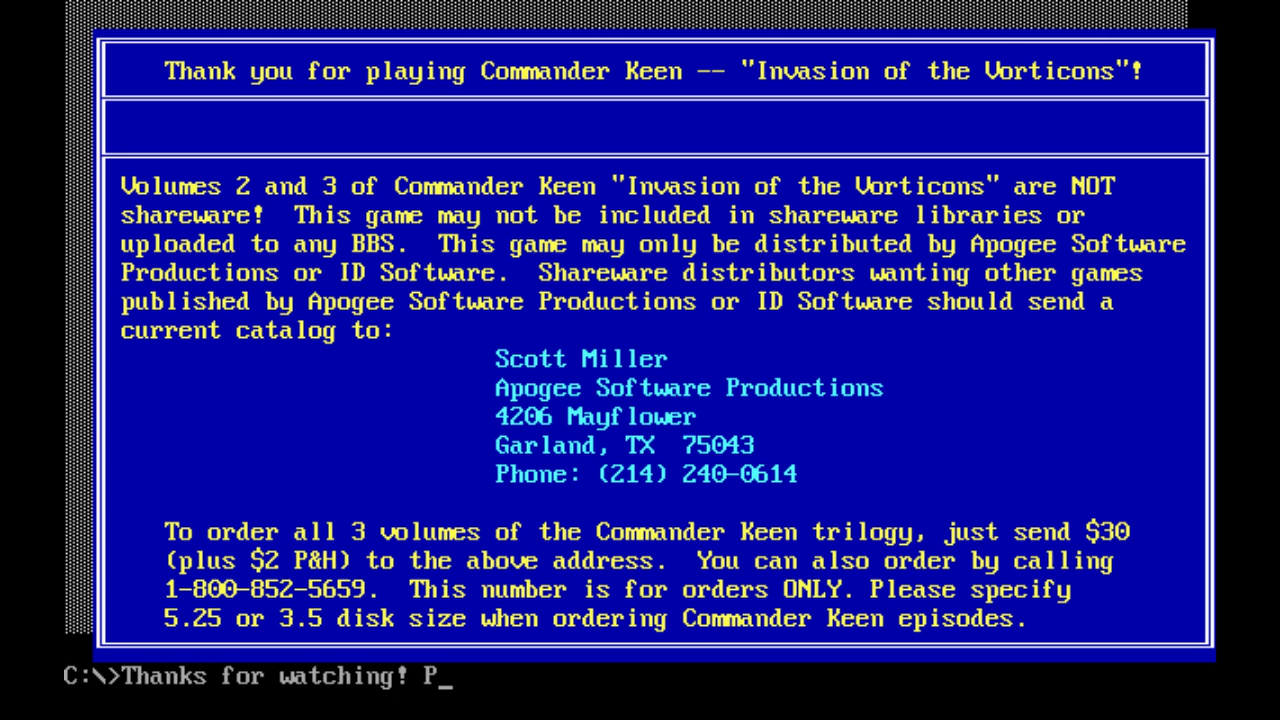 Thank you for playing Commander Keen -- "Invasion of the Vorticons"!
Volumes 2 and 3 of Commander Keen "Invasion of the Vorticons" are NOT
shareware!  This game may not be included in shareware libraries or
uploaded to any BBS.  This game may only be distributed by Apogee Software
Productions or ID Software.  Shareware distributors wanting other games
published by Apogee Software Productions or ID Software should send a
current catalog to:
Scott Miller
Apogee Software Productions
4206 Mayflower
Garland, TX  75043
Phone: (214) 240-0614
To order all 3 volumes of the Commander Keen trilogy, just send $30
(plus $2 P&H) to the above address.  You can also order by calling
1-800-852-5659.  This number is for orders ONLY. Please specify
5.25 or 3.5 disk size when ordering Commander Keen episodes.
C:\>Thanks for watching! P_